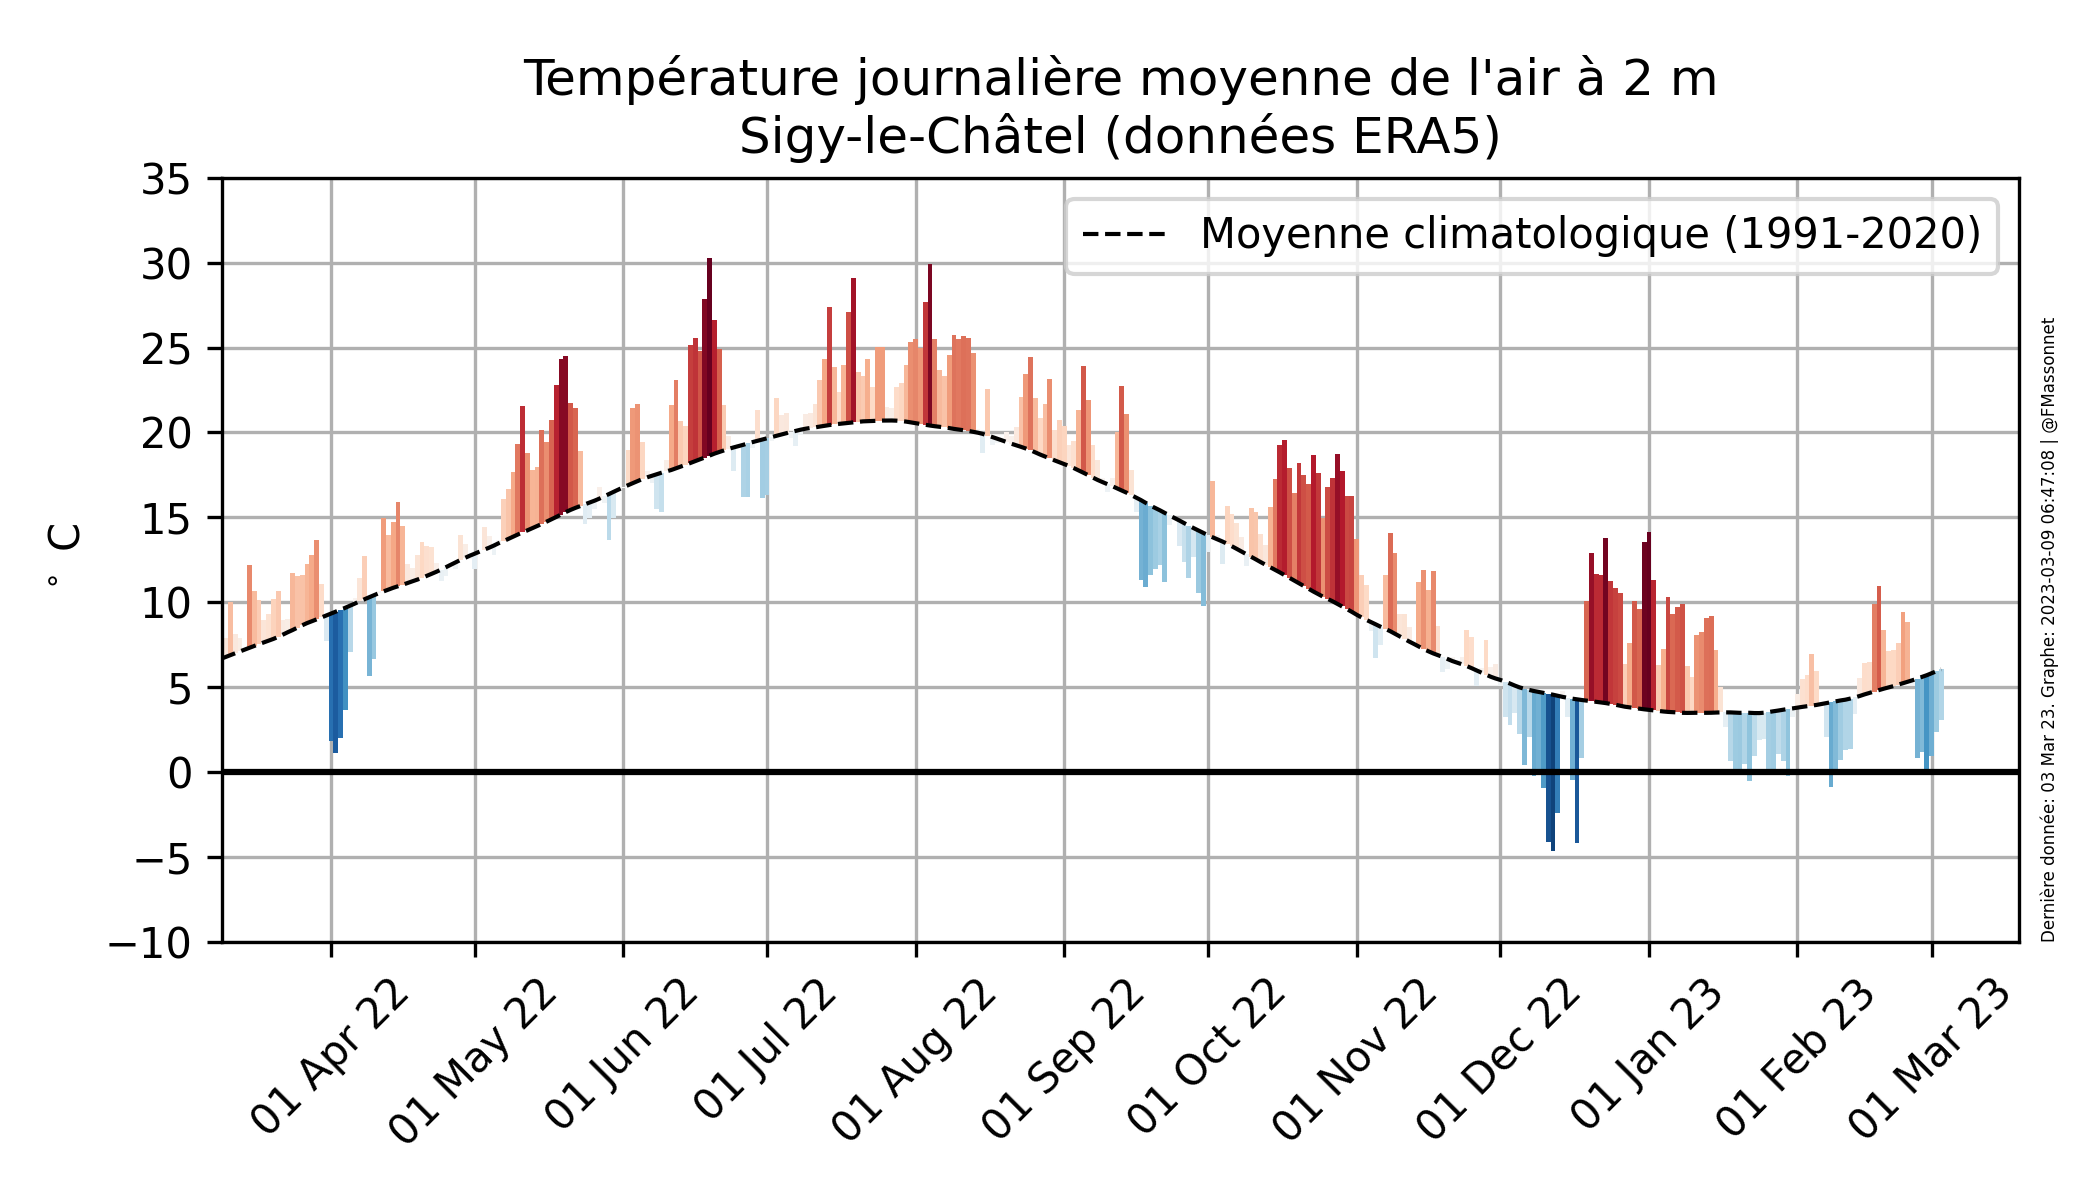 Température journalière moyenne de l'air à 2 m
Sigy-le-Châtel (données ERA5)
Moyenne climatologique (1991-2020)
35
30
25
20
15
10
5
0
−5
−10
° C
01 Apr 22
01 May 22
01 Jun 22
01 Jul 22
01 Aug 22
01 Sep 22
01 Oct 22
01 Nov 22
01 Dec 22
01 Jan 23
01 Feb 23
01 Mar 23
Dernière donnée: 03 Mar 23. Graphe: 2023-03-09 06:47:08 | @FMassonnet